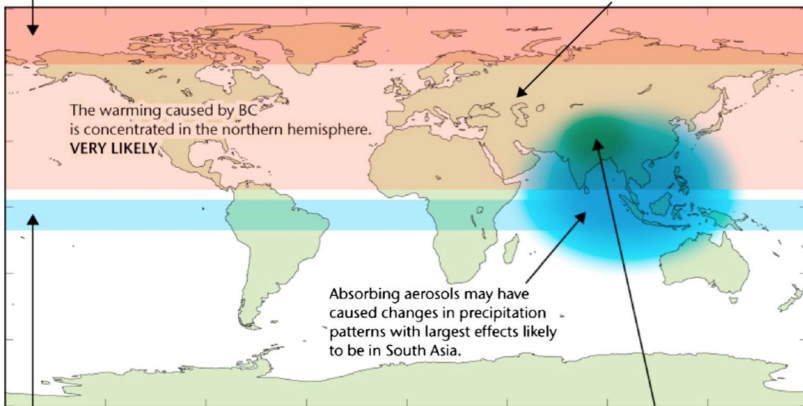 The warming caused by BC
is concentrated in the northern hemisphere.
VERY LIKELY
Absorbing aerosols may have
caused changes in precipitation
patterns with largest effects likely
to be in South Asia.